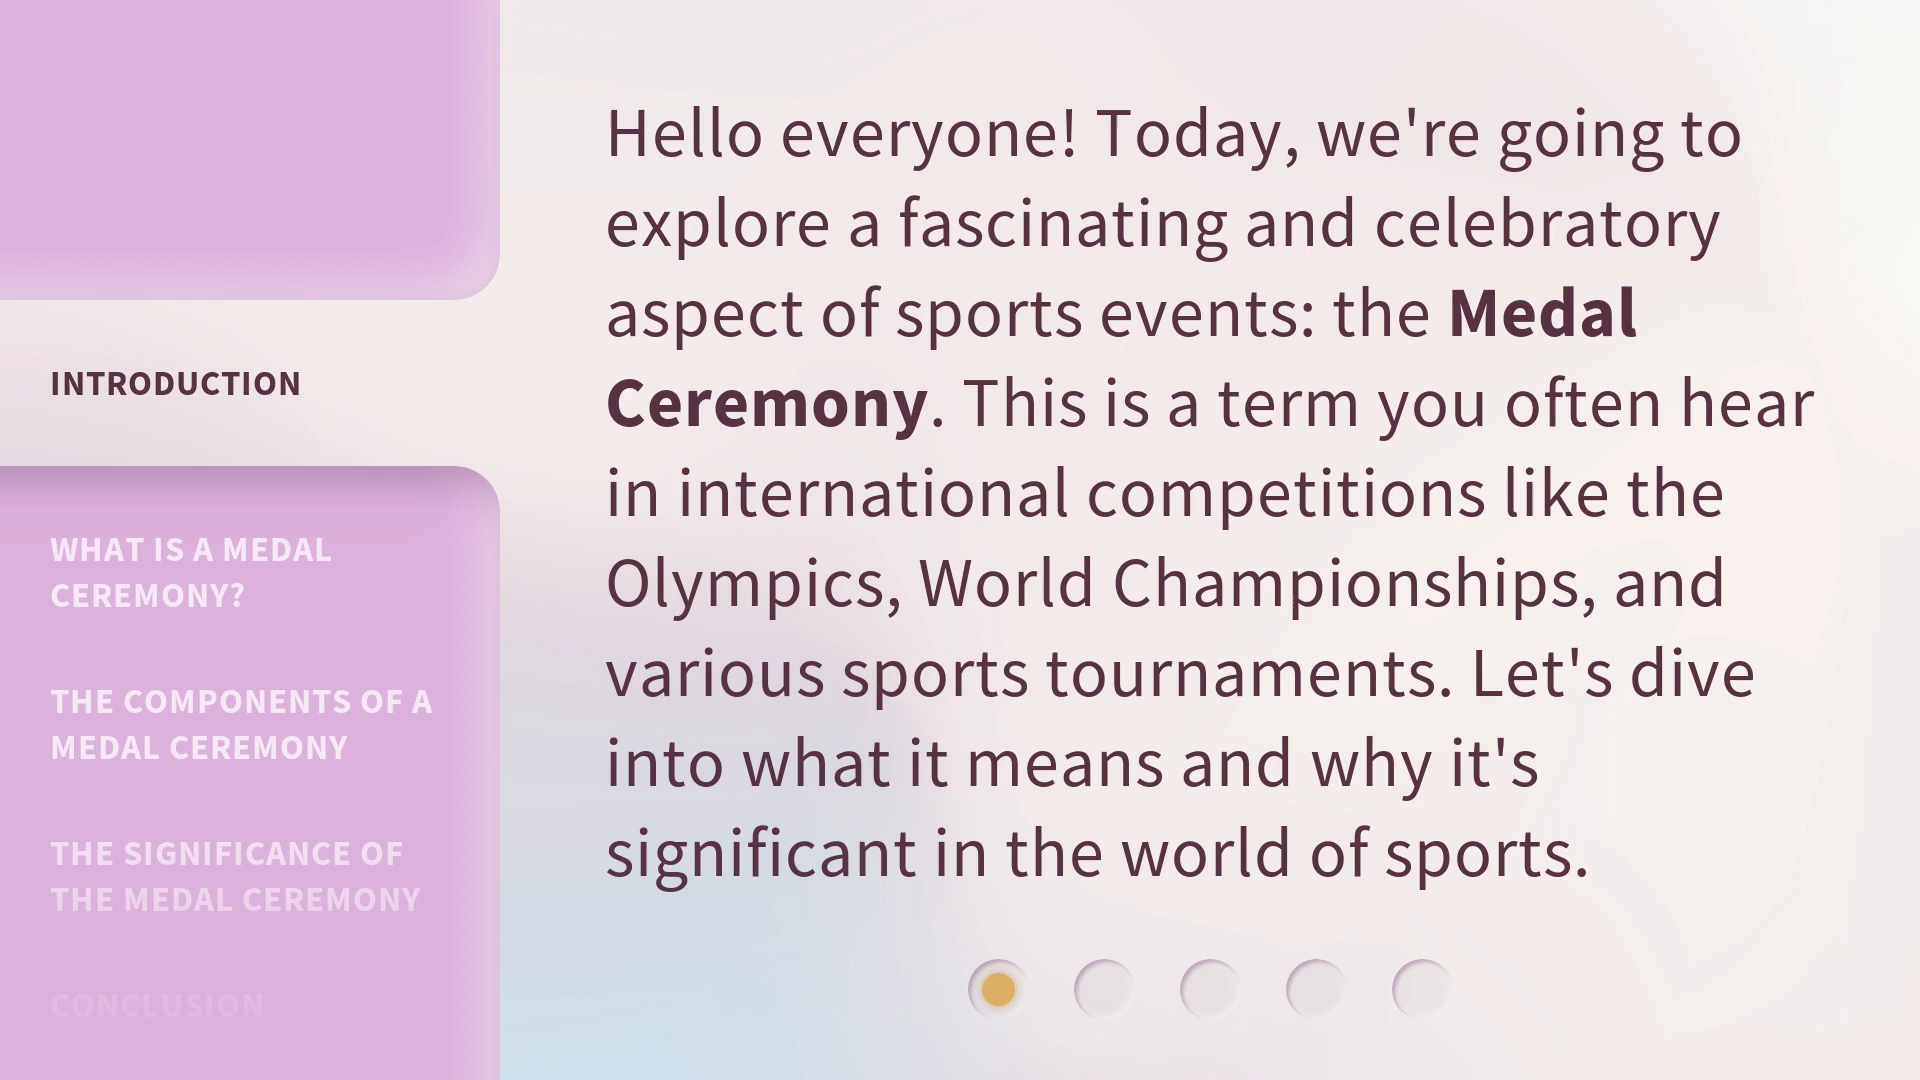 INTRODUCTION
WHAT IS A MEDAL
CEREMONY?
THE COMPONENTS OF A
MEDAL CEREMONY
THE SIGNIFICANCE OF
THE MEDAL CEREMONY
CONCLUSION
Hello everyone! Today, we're going to
explore a fascinating and celebratory
aspect of sports events: the Medal
Ceremony. This is a term you often hear
in international competitions like the
Olympics, World Championships, and
various sports tournaments. Let's dive
into what it means and why it's
significant in the world of sports.